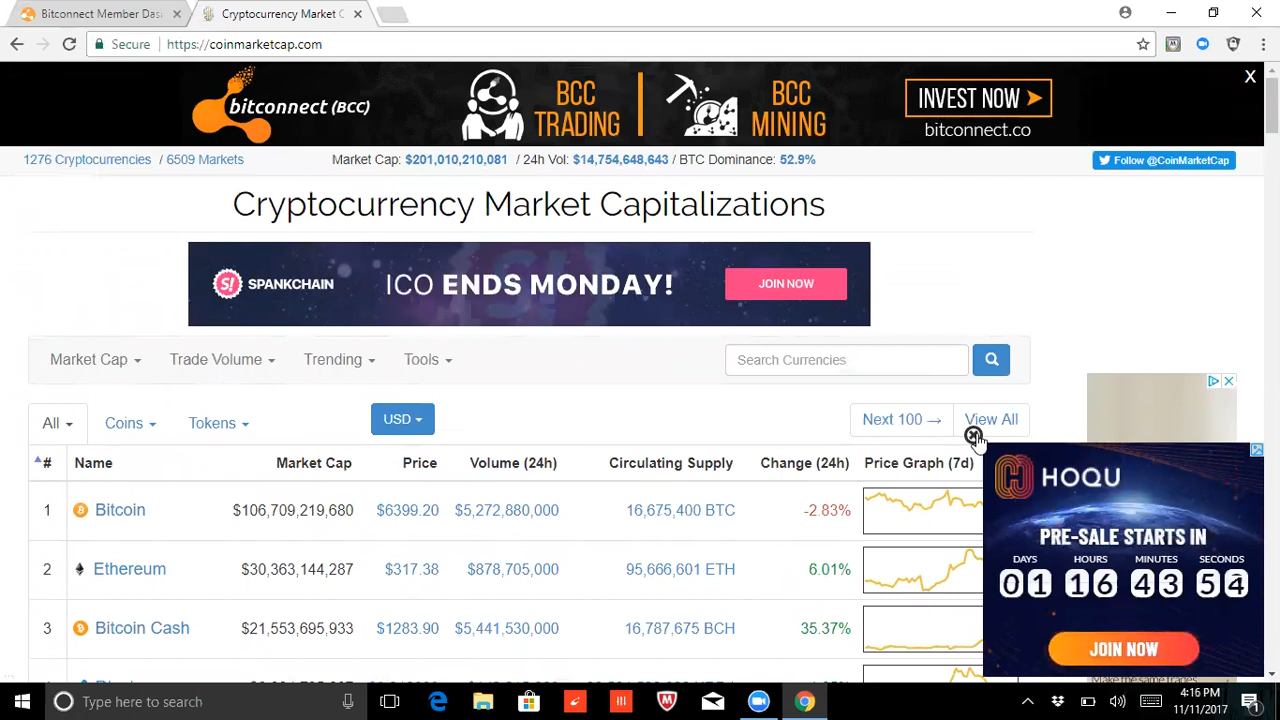 Bitconnect Member Das
Cryptocurrency Market C
Secure
https://coinmarketcap.com
X
bitconnect (BCC)
BCC TRADING
BCC MINING
INVEST NOW
bitconnect.co
1276 Cryptocurrencies / 6509 Markets
Market Cap: $201,010,210,081 / 24h Vol: $14,754,648,643 / BTC Dominance: 52.9%
Follow @CoinMarketCap
Cryptocurrency Market Capitalizations
S! SPANKCHAIN
ICO ENDS MONDAY!
JOIN NOW
Market Cap
Trade Volume
Trending
Tools
Search Currencies
All
Coins
Tokens
USD
Next 100 →
View All
# Name Market Cap Price Volume (24h) Circulating Supply Change (24h) Price Graph (7d)
1 Bitcoin $106,709,219,680 $6399.20 $5,272,880,000 16,675,400 BTC -2.83%
2 Ethereum $30,363,144,287 $317.38 $878,705,000 95,666,601 ETH 6.01%
3 Bitcoin Cash $21,553,695,933 $1283.90 $5,441,530,000 16,787,675 BCH 35.37%
HOQU
PRE-SALE STARTS IN
DAYS HOURS MINUTES SECONDS
01 16 43 54
JOIN NOW
Make the same trades
Type here to search
4:16 PM
11/11/2017